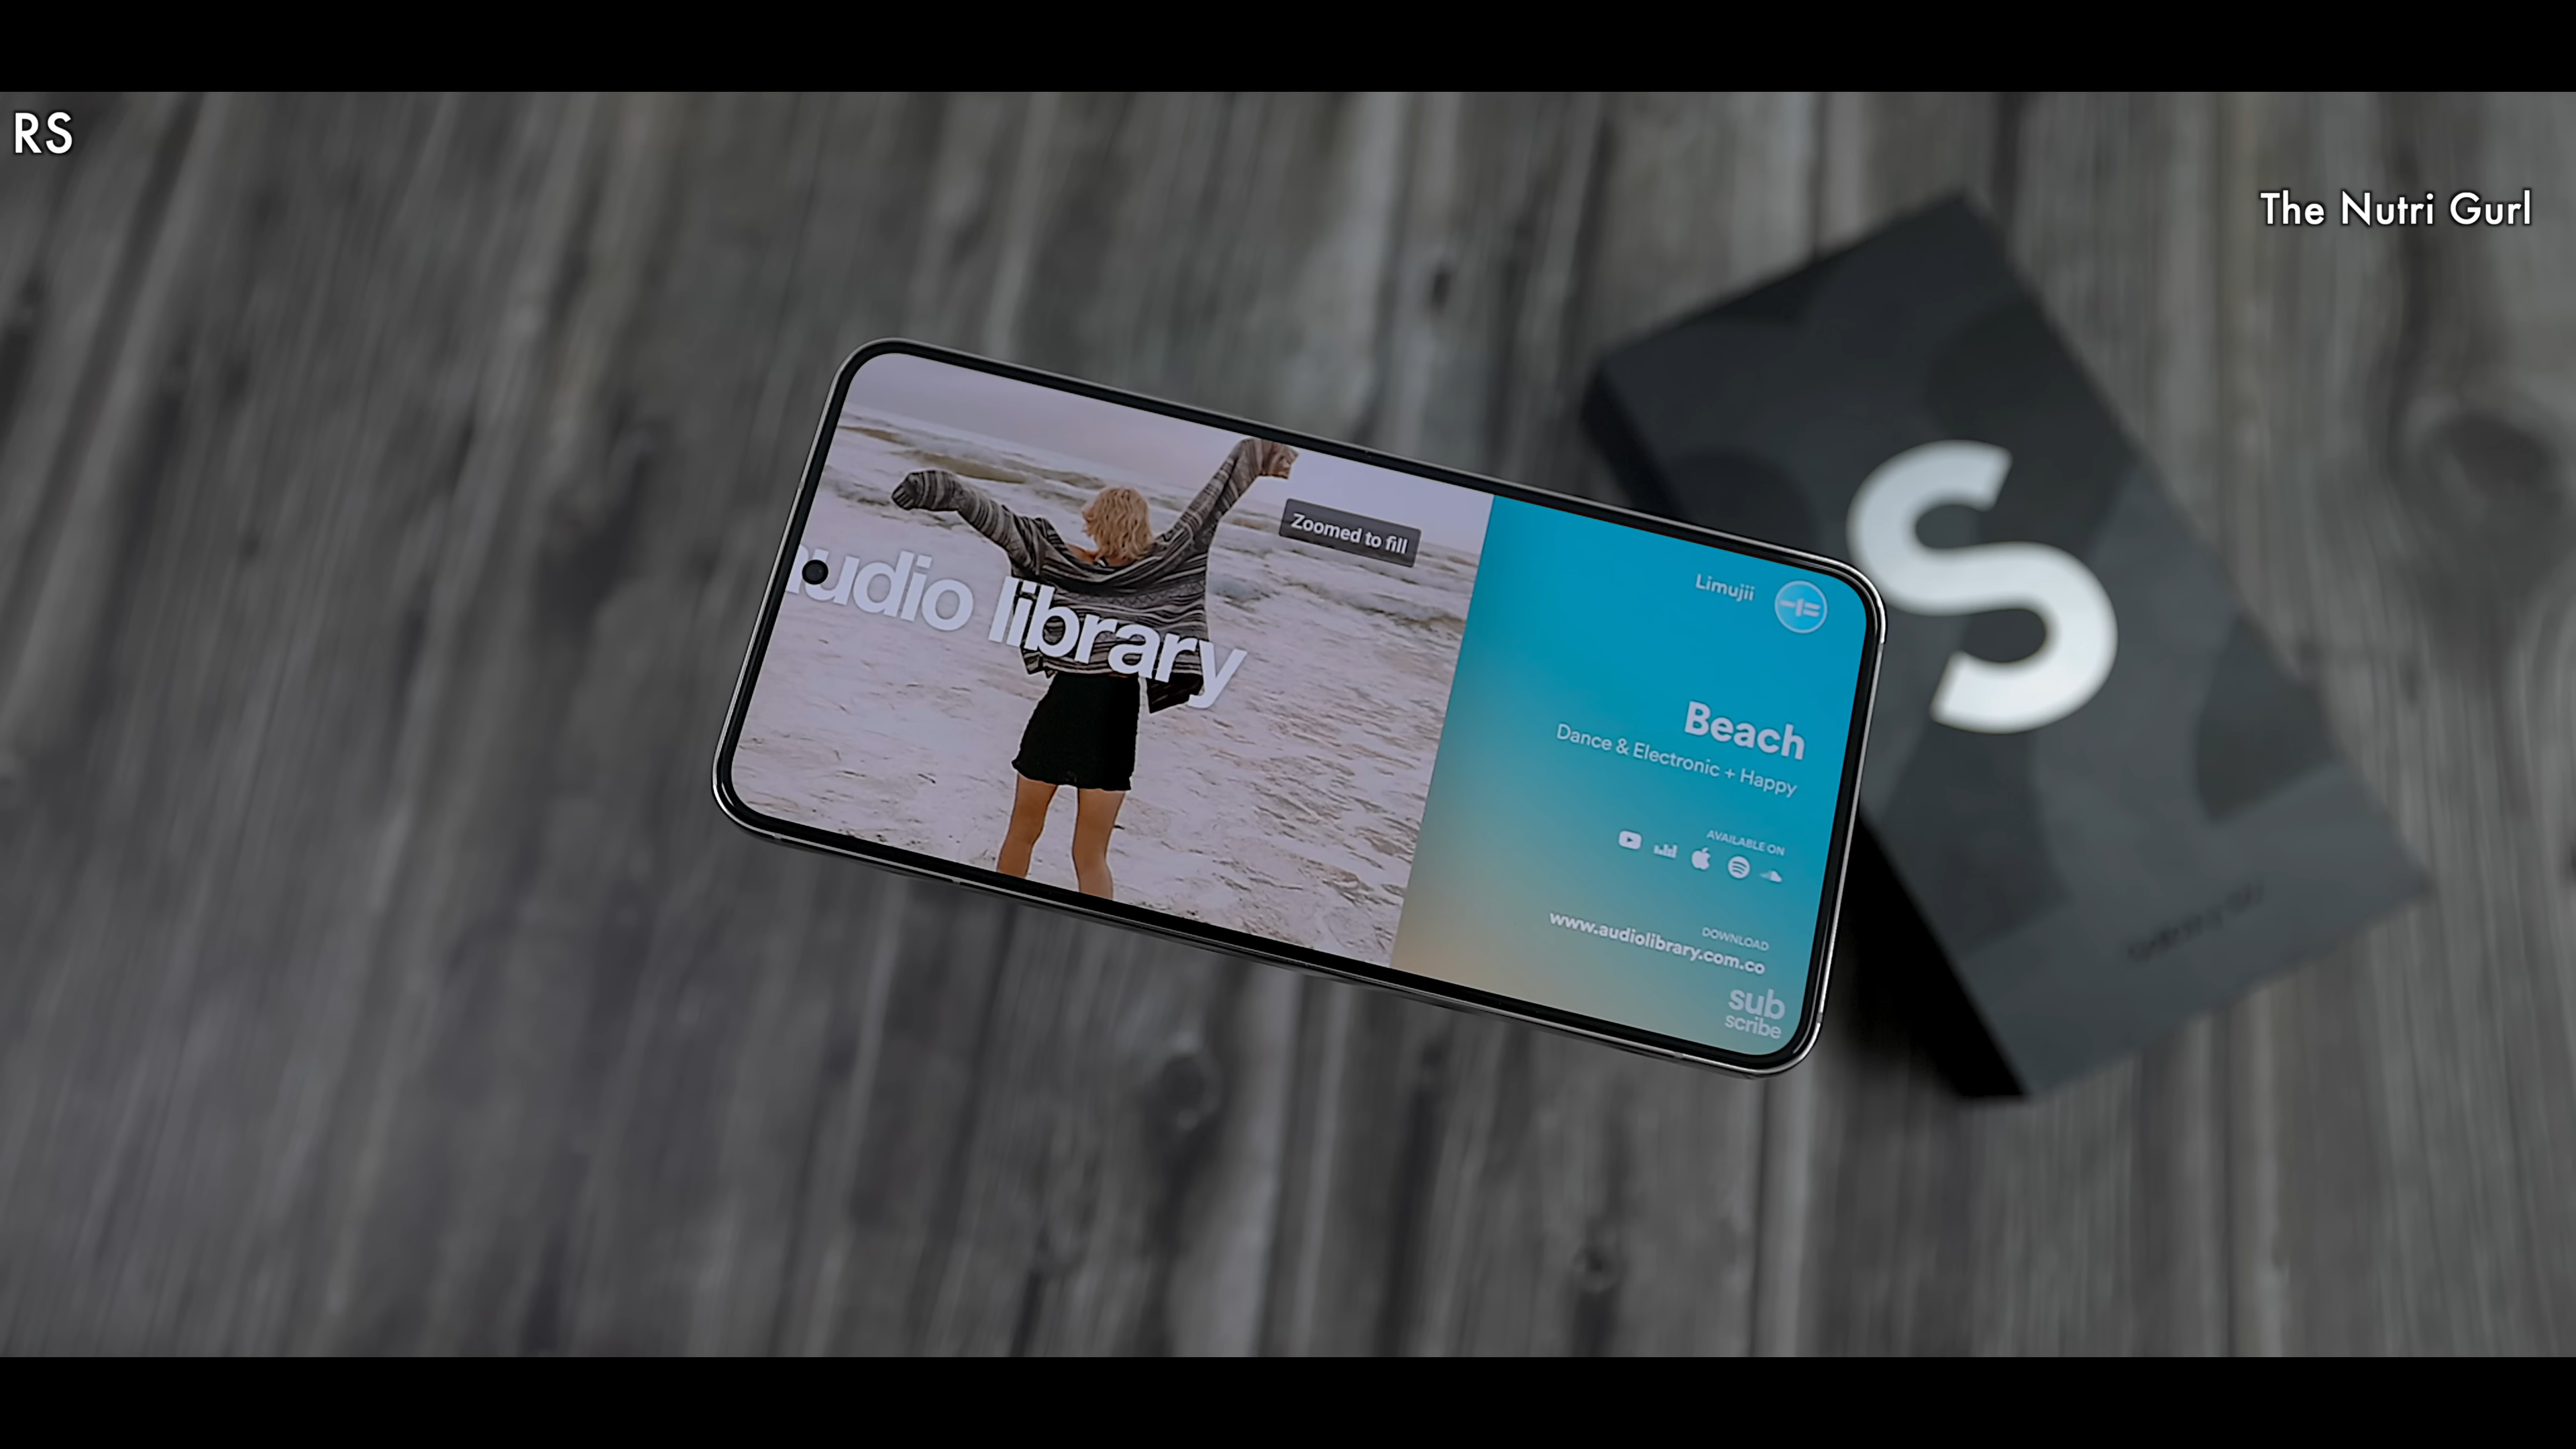 RS
The Nutri Gurl
S
Zoomed to fill
audio library
Limujii
Beach
Dance & Electronic + Happy
AVAILABLE ON
DOWNLOAD
www.audiolibrary.com.co
sub
scribe